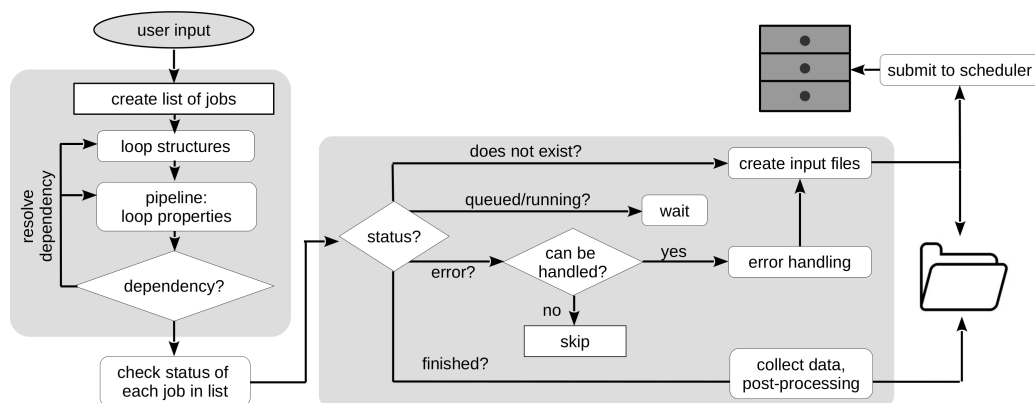 user input
create list of jobs
loop structures
pipeline:
loop properties
resolve
dependency
dependency?
check status of
each job in list
status?
does not exist?
create input files
submit to scheduler
queued/running?
wait
error?
can be
handled?
yes
error handling
no
skip
finished?
collect data,
post-processing